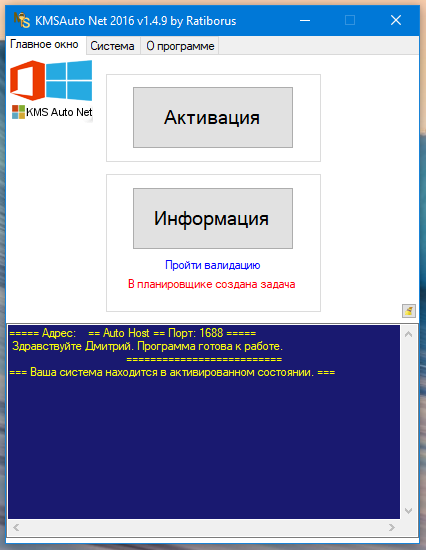 KMSAuto Net 2016 v1.4.9 by Ratiborus
Главное окно Система О программе
KMS Auto Net
Активация
Информация
Пройти валидацию
В планировщике создана задача
===== Адрес: == Auto Host == Порт: 1688 =====
Здравствуйте Дмитрий. Программа готова к работе.
==========================
=== Ваша система находится в активированном состоянии. ===